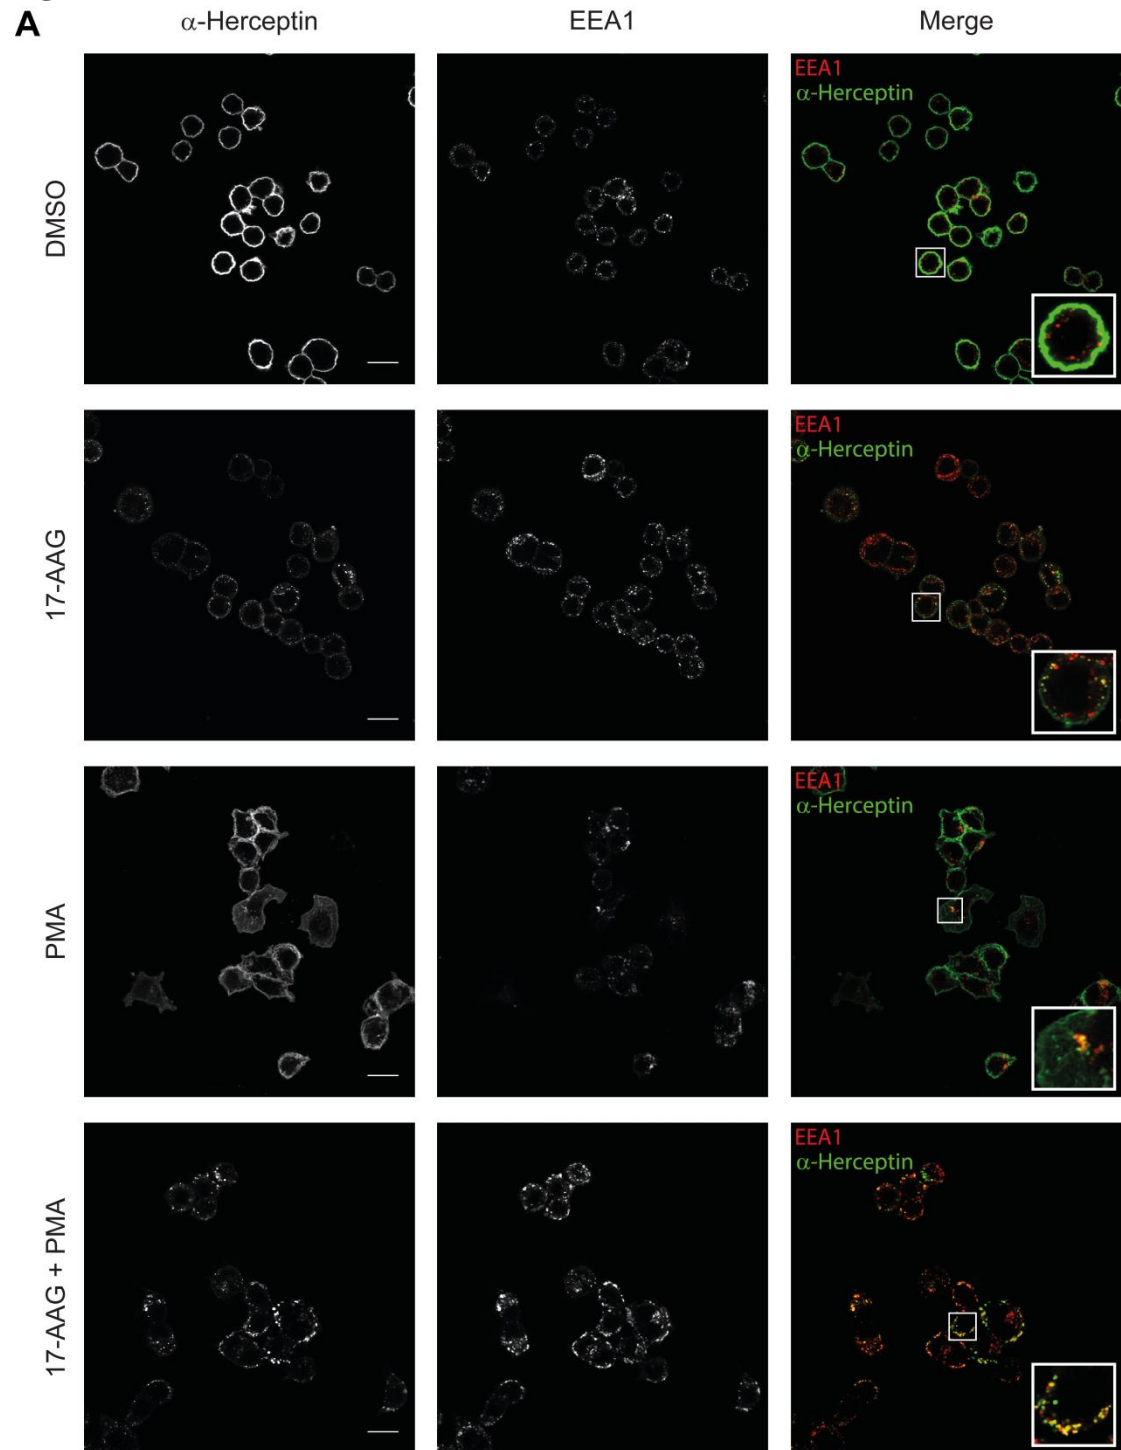 A
α-Herceptin EEA1 Merge
DMSO
EEA1
α-Herceptin
17-AAG
EEA1
α-Herceptin
PMA
EEA1
α-Herceptin
17-AAG + PMA
EEA1
α-Herceptin